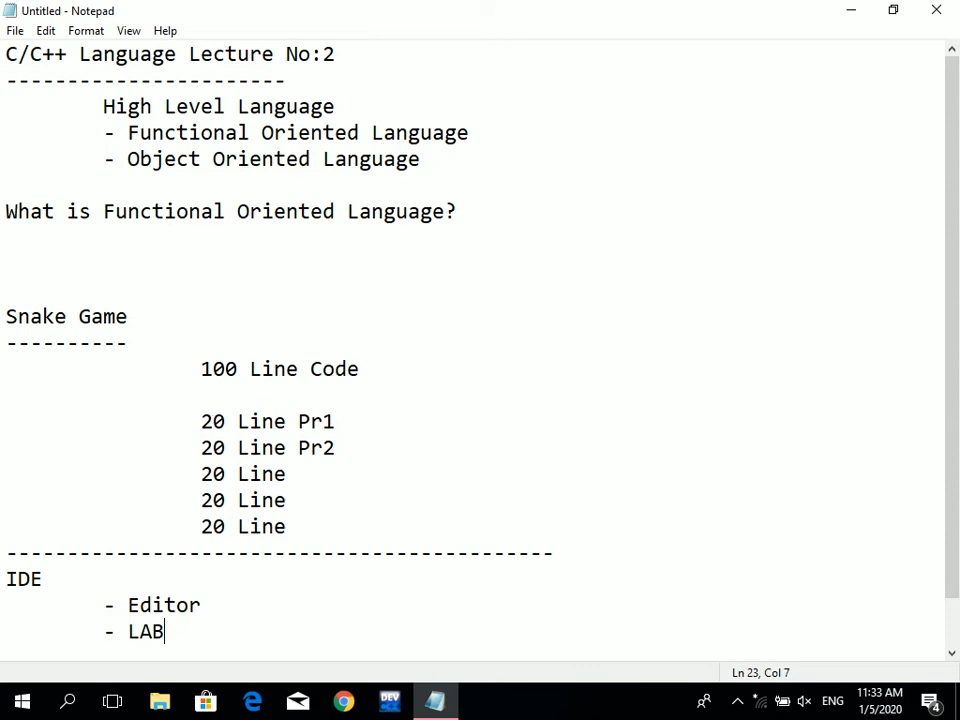 Untitled - Notepad
File Edit Format View Help
C/C++ Language Lecture No:2
-----------------------
High Level Language
- Functional Oriented Language
- Object Oriented Language
What is Functional Oriented Language?
Snake Game
----------
100 Line Code
20 Line Pr1
20 Line Pr2
20 Line
20 Line
20 Line
---------------------------------------------
IDE
- Editor
- LAB
Ln 23, Col 7
DEV
ENG
11:33 AM
1/5/2020
4